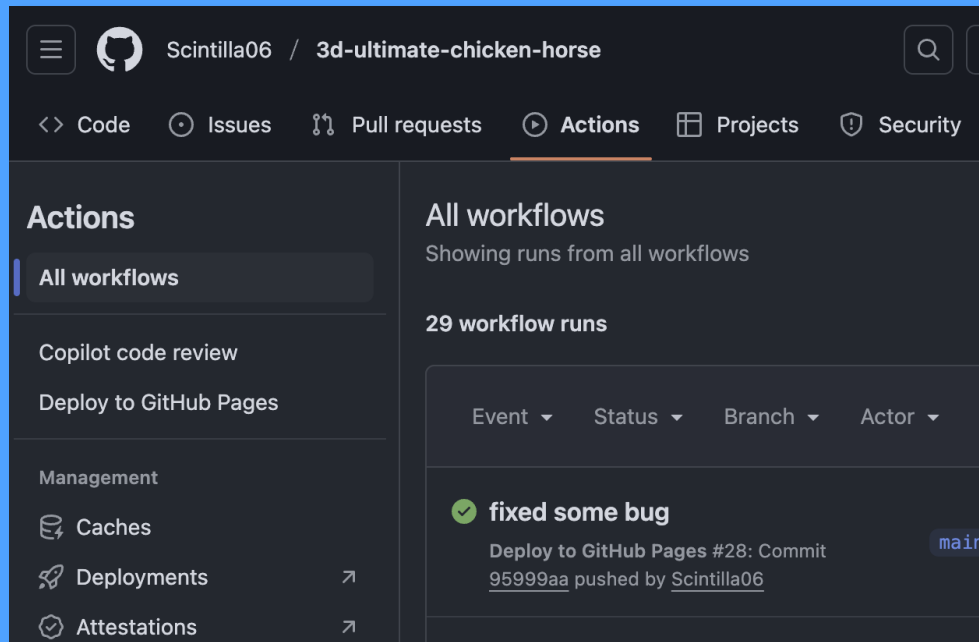 Scintilla06 / 3d-ultimate-chicken-horse
Code Issues Pull requests Actions Projects Security
Actions
All workflows
Copilot code review
Deploy to GitHub Pages
Management
Caches
Deployments
Attestations
All workflows
Showing runs from all workflows
29 workflow runs
Event Status Branch Actor
fixed some bug
Deploy to GitHub Pages #28: Commit
95999aa pushed by Scintilla06